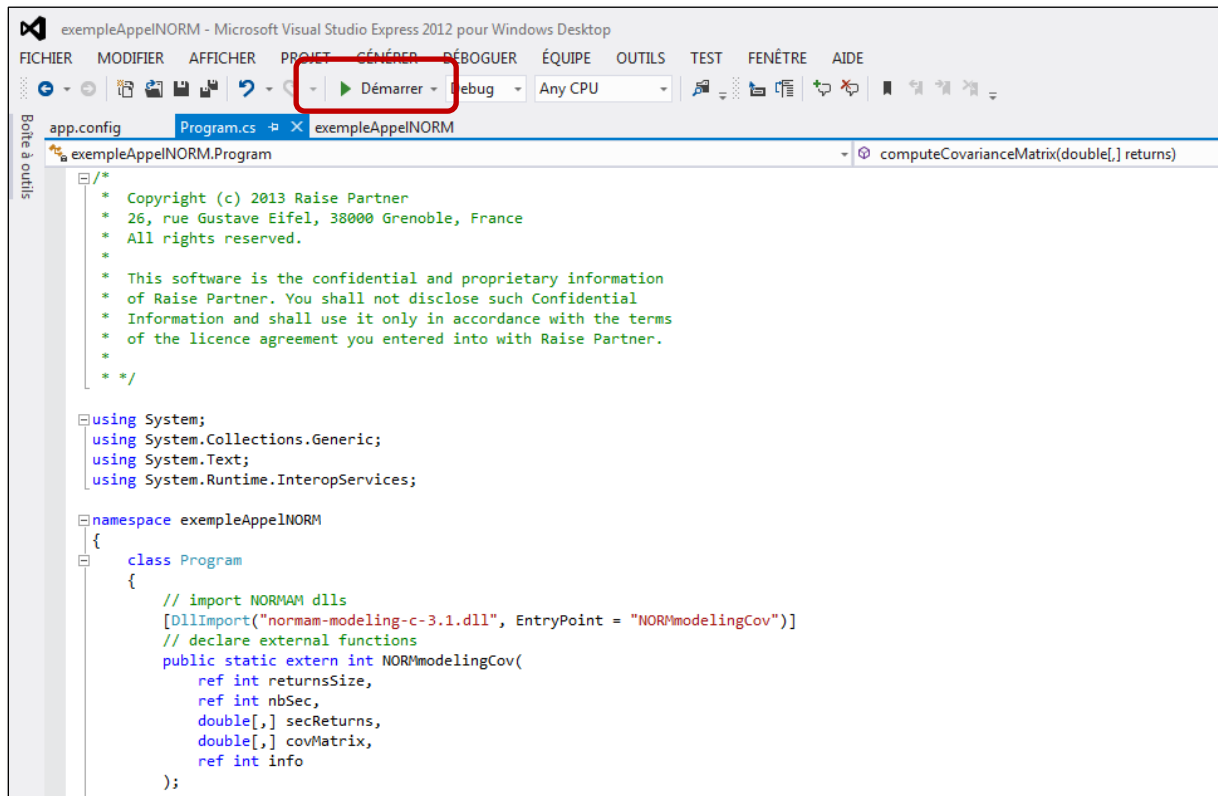 exempleAppelNORM - Microsoft Visual Studio Express 2012 pour Windows Desktop
FICHIER MODIFIER AFFICHER PROJET GÉNÉRER DÉBOGUER ÉQUIPE OUTILS TEST FENÊTRE AIDE
Démarrer Debug Any CPU
Boîte à outils
app.config Program.cs exempleAppelNORM
exempleAppelNORM.Program computeCovarianceMatrix(double[,] returns)
/*
* Copyright (c) 2013 Raise Partner
* 26, rue Gustave Eifel, 38000 Grenoble, France
* All rights reserved.
*
* This software is the confidential and proprietary information
* of Raise Partner. You shall not disclose such Confidential
* Information and shall use it only in accordance with the terms
* of the licence agreement you entered into with Raise Partner.
*
* */
using System;
using System.Collections.Generic;
using System.Text;
using System.Runtime.InteropServices;
namespace exempleAppelNORM
{
class Program
{
// import NORMAM dlls
[DllImport("normam-modeling-c-3.1.dll", EntryPoint = "NORMmodelingCov")]
// declare external functions
public static extern int NORMmodelingCov(
ref int returnsSize,
ref int nbSec,
double[,] secReturns,
double[,] covMatrix,
ref int info
);